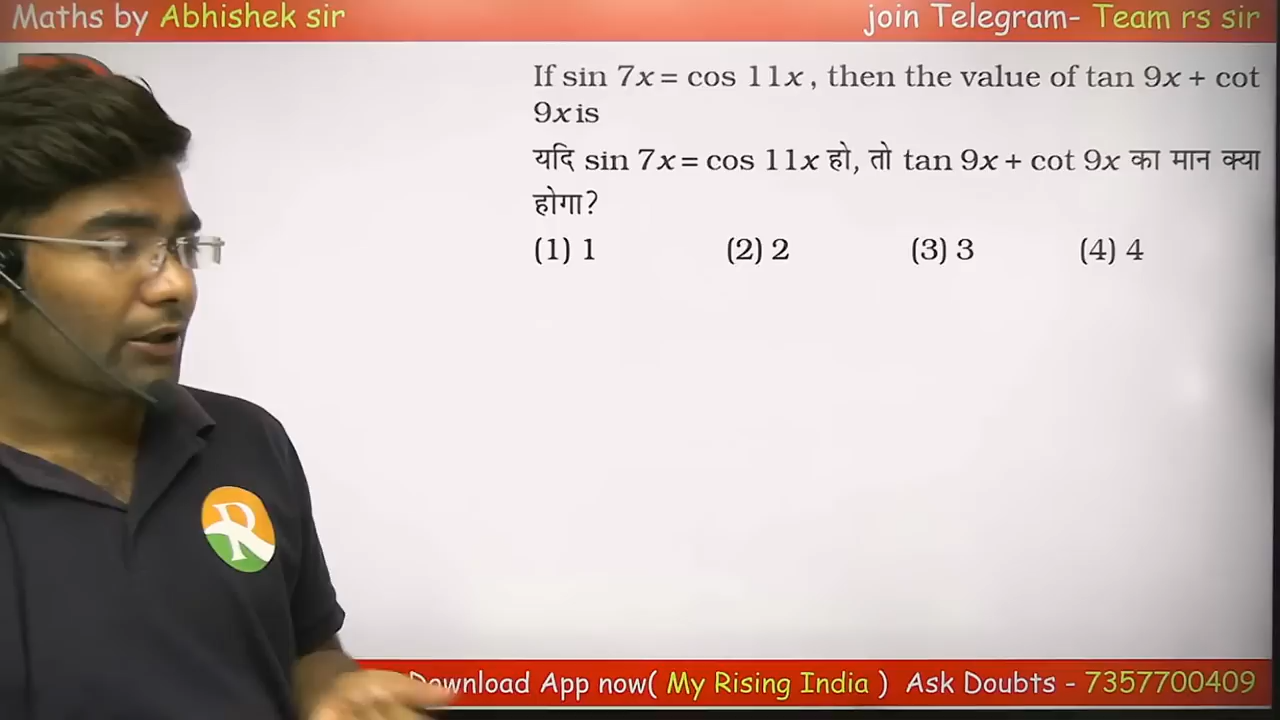 Maths by Abhishek sir
join Telegram- Team rs sir
If sin 7x = cos 11x , then the value of tan 9x + cot
9x is
यदि sin 7x = cos 11x हो, तो tan 9x + cot 9x का मान क्या
होगा?
(1) 1 (2) 2 (3) 3 (4) 4
Download App now( My Rising India ) Ask Doubts - 7357700409